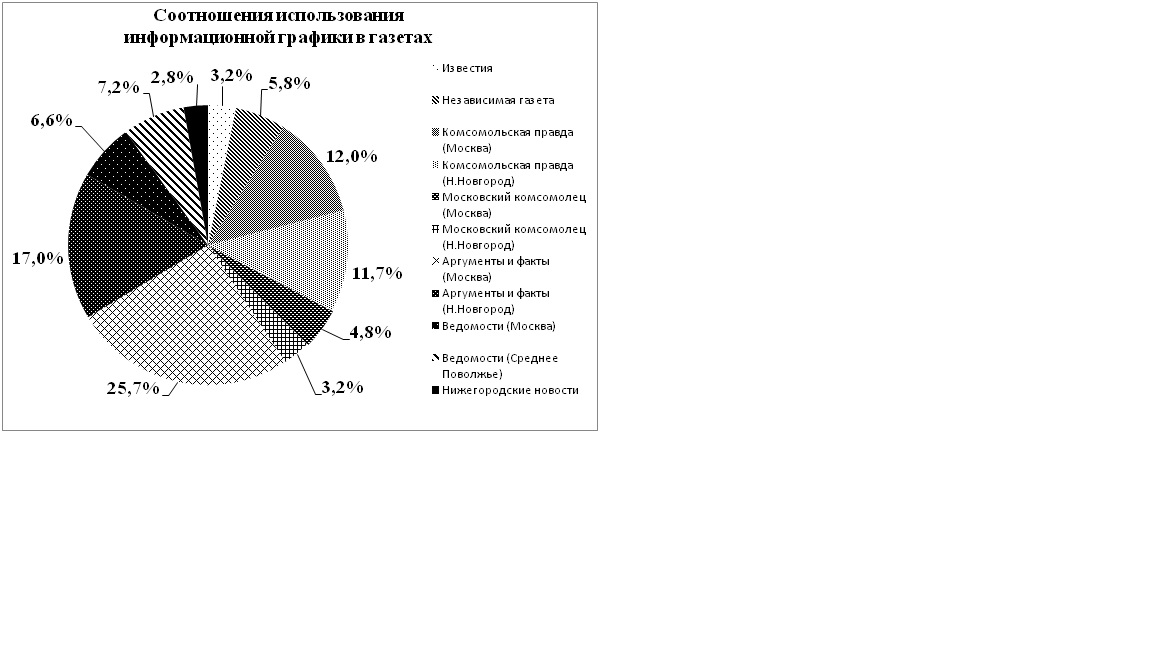 Соотношения использования
информационной графики в газетах
3,2%
5,8%
12,0%
11,7%
4,8%
3,2%
25,7%
17,0%
6,6%
7,2%
2,8%
Известия
Независимая газета
Комсомольская правда
(Москва)
Комсомольская правда
(Н.Новгород)
Московский комсомолец
(Москва)
Московский комсомолец
(Н.Новгород)
Аргументы и факты
(Москва)
Аргументы и факты
(Н.Новгород)
Ведомости (Москва)
Ведомости (Среднее
Поволжье)
Нижегородские новости